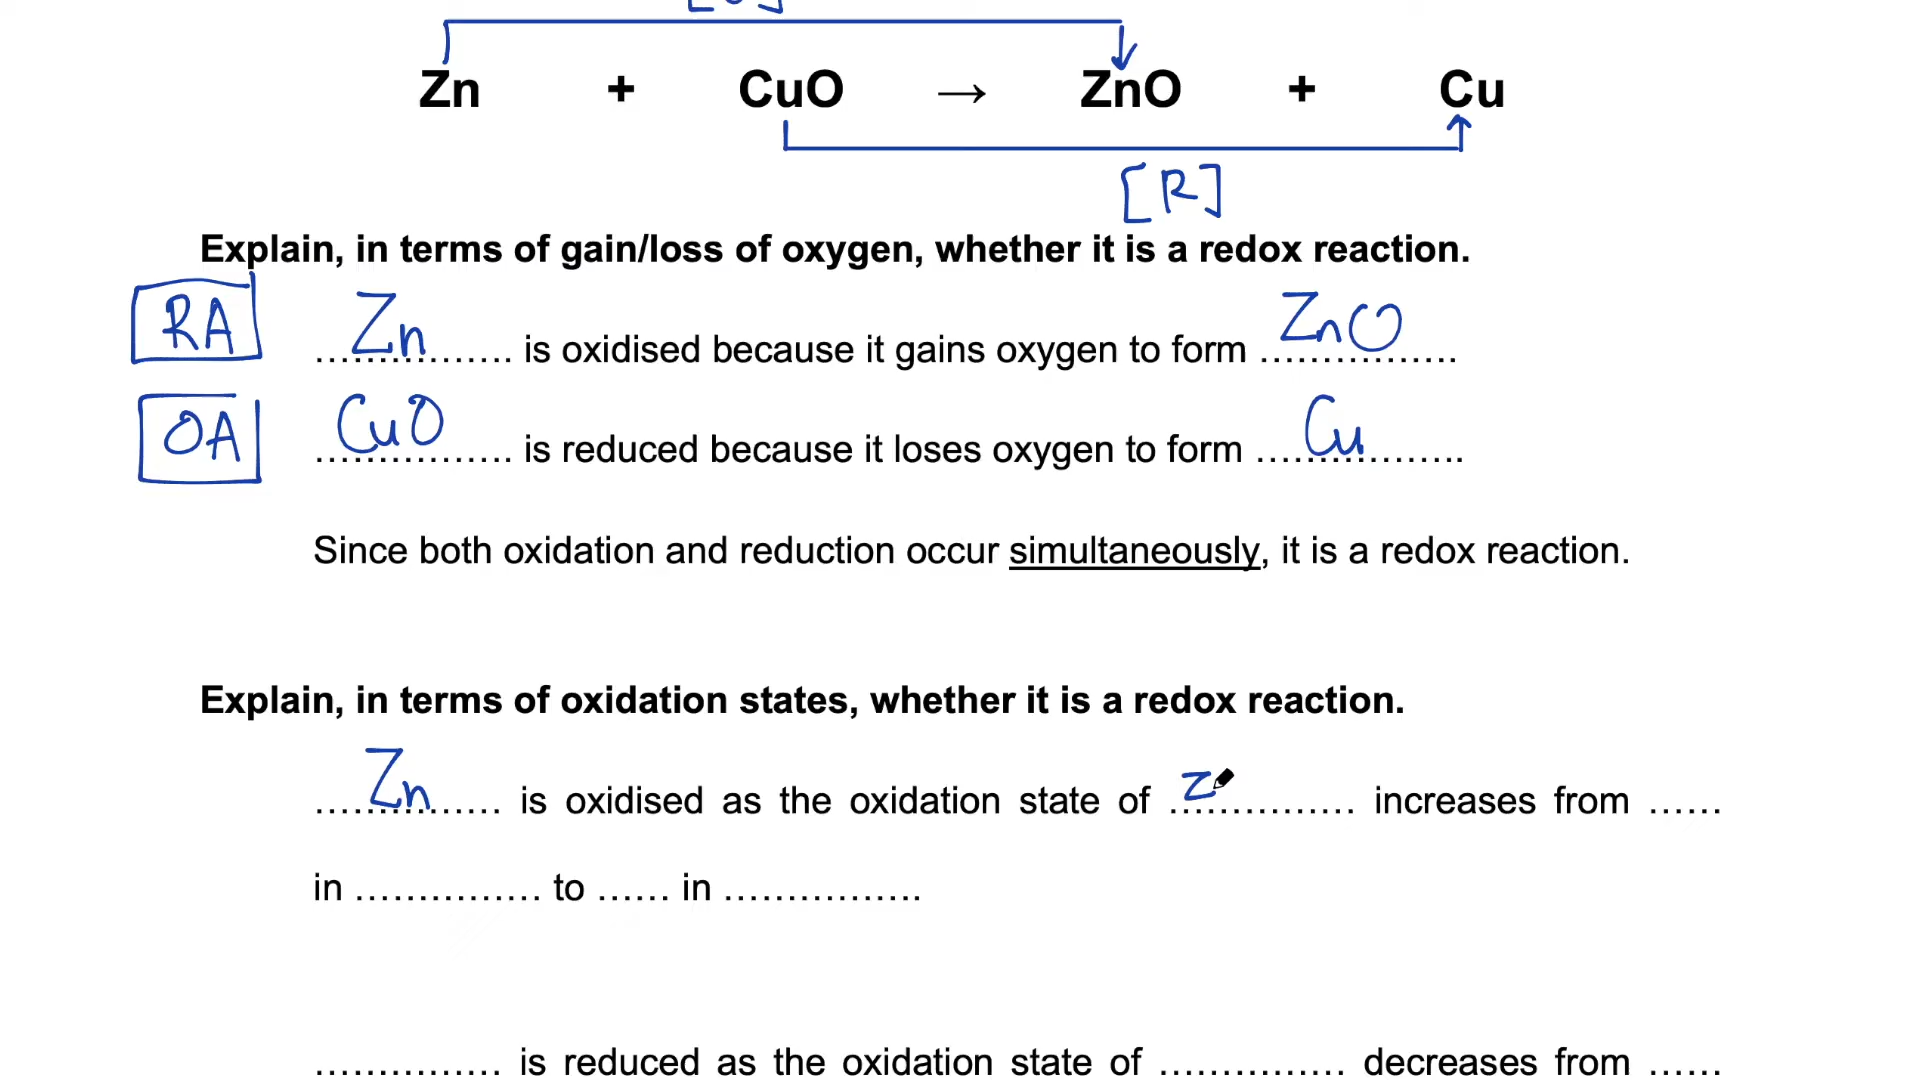 Zn + CuO → ZnO + Cu
[R]
Explain, in terms of gain/loss of oxygen, whether it is a redox reaction.
RA Zn ................ is oxidised because it gains oxygen to form ZnO ................
OA CuO ................ is reduced because it loses oxygen to form Cu ................
Since both oxidation and reduction occur simultaneously, it is a redox reaction.
Explain, in terms of oxidation states, whether it is a redox reaction.
Zn ............... is oxidised as the oxidation state of Z ............... increases from ......
in ............... to ...... in ................
............... is reduced as the oxidation state of ............... decreases from ......